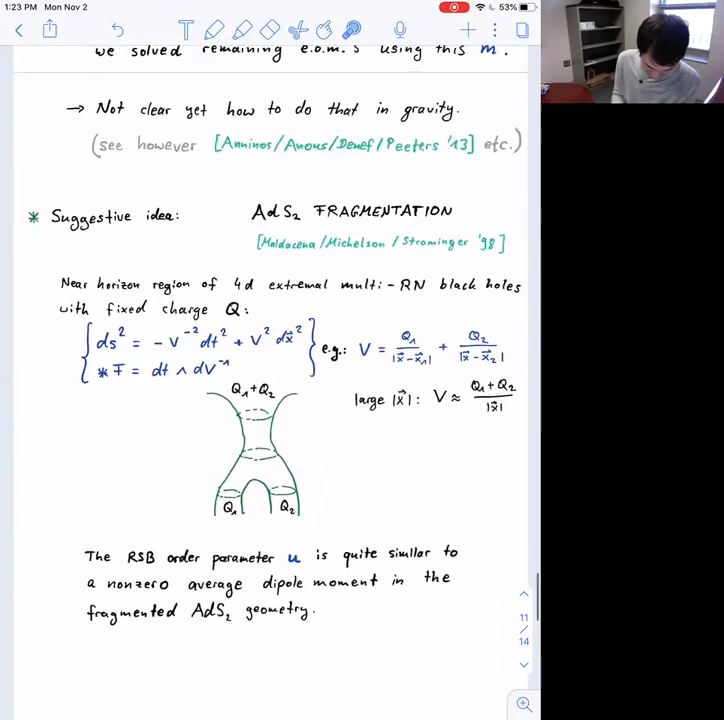 1:23 PM Mon Nov 2
53%
we solved remaining e.o.m.'s using this m.
→ Not clear yet how to do that in gravity.
(see however [Anninos/Anous/Denef/Peeters '13] etc.)
* Suggestive idea: AdS₂ FRAGMENTATION
[Maldacena/Michelson/Strominger '98]
Near horizon region of 4d extremal multi-RN black holes
with fixed charge Q:
{ ds² = -V⁻² dt² + V² dx⃗² } e.g.: V = Q₁/|x⃗-x⃗₁| + Q₂/|x⃗-x⃗₂|
{ *F = dt ∧ dV⁻¹ }
Q₁+Q₂
large |x⃗|: V ≈ (Q₁+Q₂)/|x⃗|
Q₁ Q₂
The RSB order parameter u is quite similar to
a nonzero average dipole moment in the
fragmented AdS₂ geometry.
11
/
14